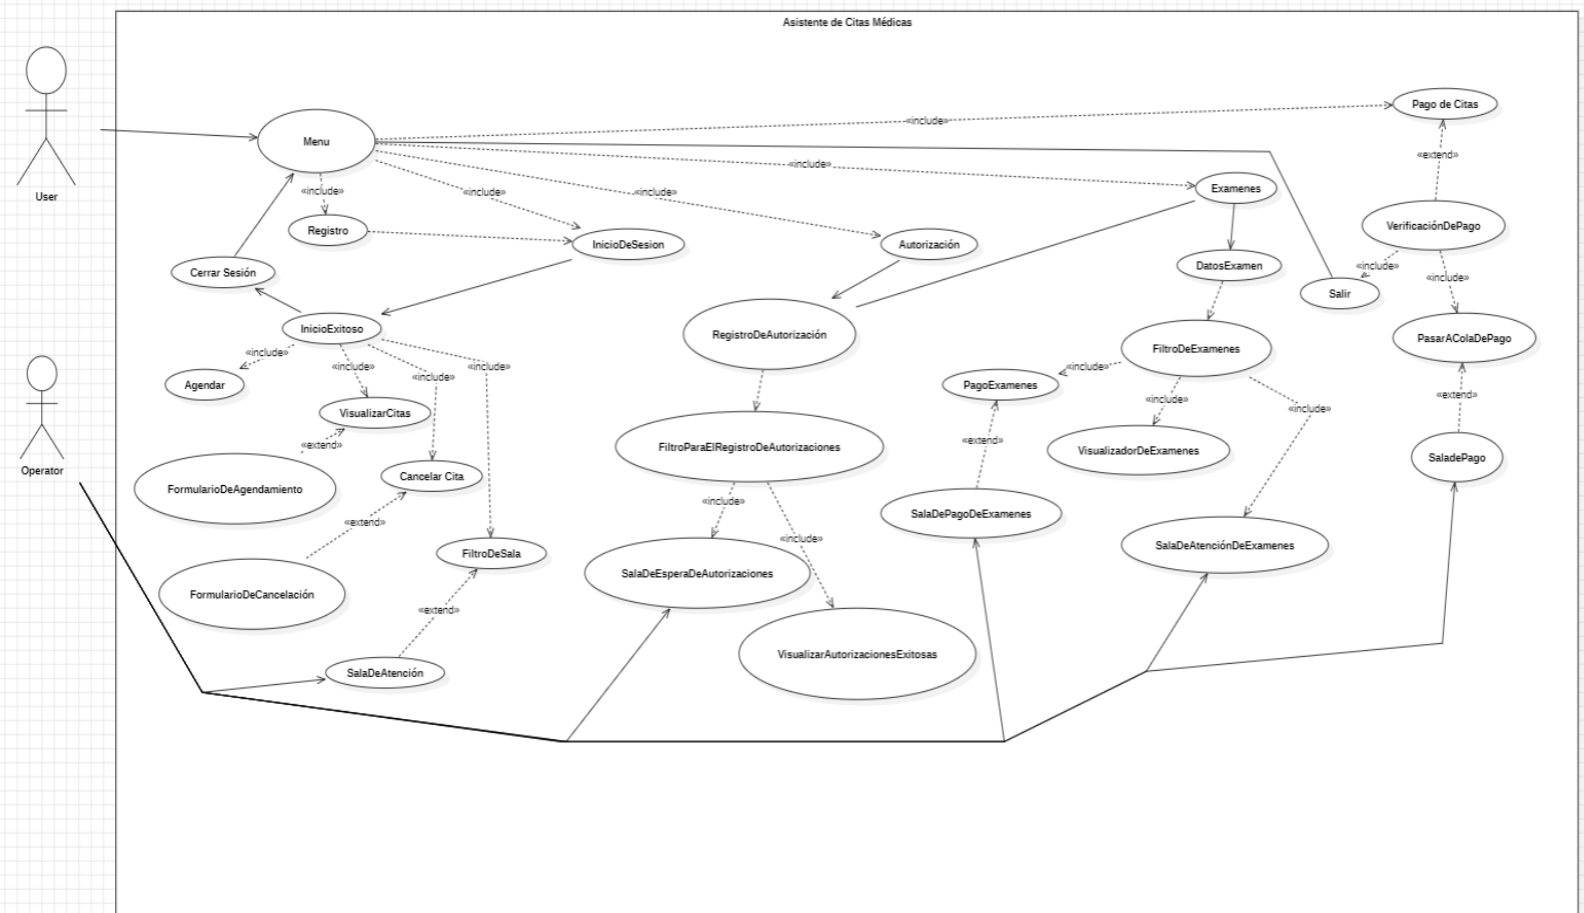 Asistente de Citas Médicas
Pago de Citas
«include»
Menu
«extend»
«include»
«include»
«include»
«include»
«include»
Examenes
User
Registro
VerificaciónDePago
InicioDeSesion
Autorización
Cerrar Sesión
DatosExamen
«include»
«include»
Salir
InicioExitoso
RegistroDeAutorización
PasarAColaDePago
FiltroDeExamenes
«include»
«include»
«include»
«include»
«include»
Agendar
PagoExamenes
«extend»
«include»
«include»
VisualizarCitas
«extend»
«extend»
FiltroParaElRegistroDeAutorizaciones
VisualizadorDeExamenes
SaladePago
Operator
Cancelar Cita
FormularioDeAgendamiento
«include»
«extend»
SalaDePagoDeExamenes
«include»
FiltroDeSala
SalaDeAtenciónDeExamenes
SalaDeEsperaDeAutorizaciones
FormularioDeCancelación
«extend»
VisualizarAutorizacionesExitosas
SalaDeAtención